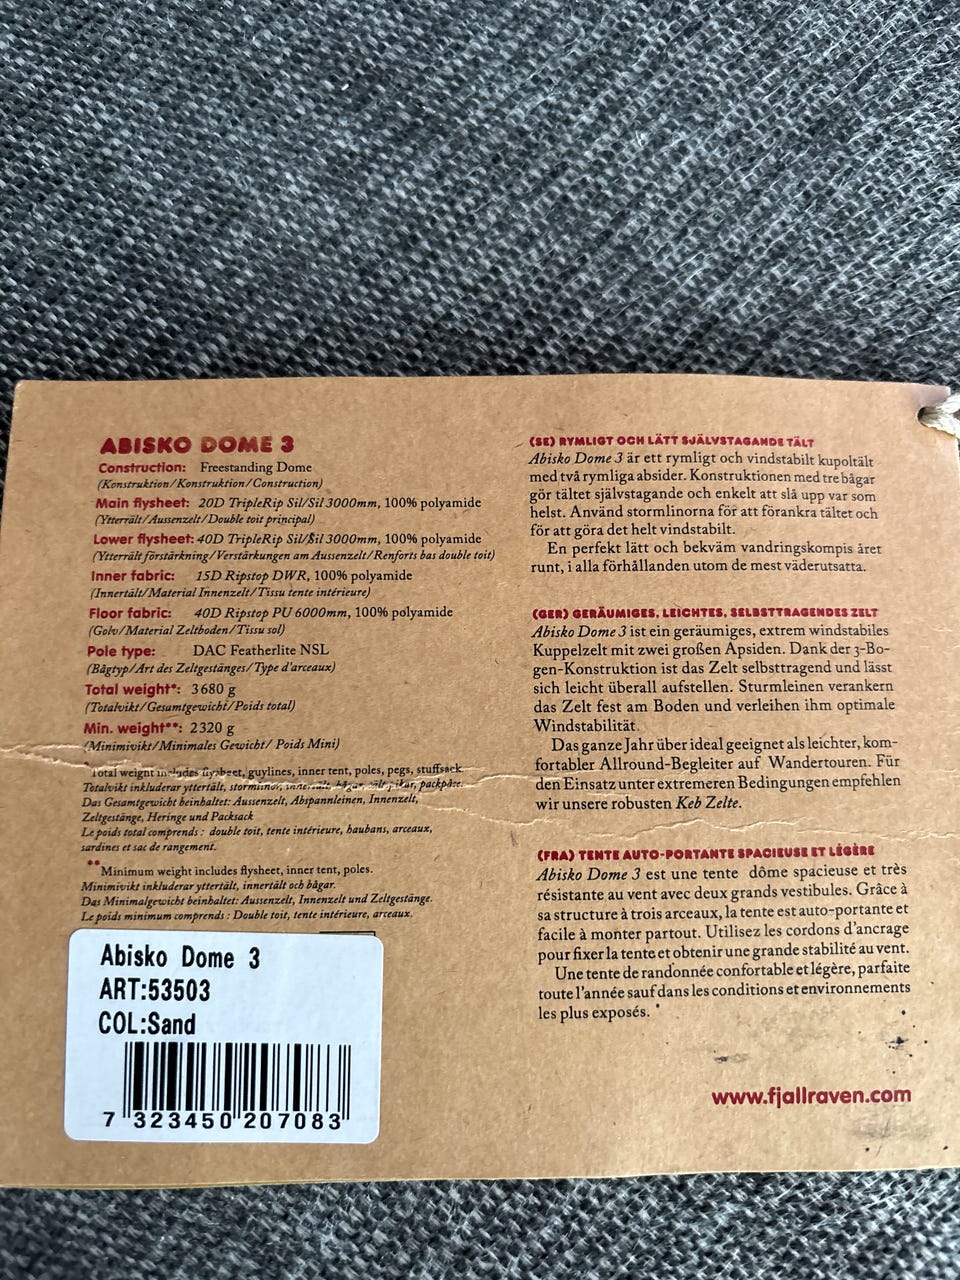 ABISKO DOME 3
Construction: Freestanding Dome
(Konstruktion/Konstruktion/Construction)
Main flysheet: 20D TripleRip Sil/Sil 3000mm, 100% polyamide
(Ytterrält/Aussenzelt/Double toit principal)
Lower flysheet: 40D TripleRip Sil/Sil 3000mm, 100% polyamide
(Ytterrält förstärkning/Verstärkungen am Aussenzelt/Renforts bas double toit)
Inner fabric: 15D Ripstop DWR, 100% polyamide
(Innertält/Material Innenzelt/Tissu tente intérieure)
Floor fabric: 40D Ripstop PU 6000mm, 100% polyamide
(Golv/Material Zeltboden/Tissu sol)
Pole type: DAC Featherlite NSL
(Bågtyp/Art des Zeltgestänges/Type d'arceaux)
Total weight*: 3680 g
(Totalvikt/Gesamtgewicht/Poids total)
Min. weight**: 2320 g
(Minimivikt/Minimales Gewicht/ Poids Mini)
*Total weight includes flysheet, guylines, inner tent, poles, pegs, stuffsack.
Totalvikt inkluderar yttertält, stormlinor, innertält, bågar, tältpikar, packpåse.
Das Gesamtgewicht beinhaltet: Aussenzelt, Abspannleinen, Innenzelt,
Zeltgestänge, Heringe und Packsack
Le poids total comprends : double toit, tente intérieure, haubans, arceaux,
sardines et sac de rangement.
**Minimum weight includes flysheet, inner tent, poles.
Minimivikt inkluderar yttertält, innertält och bågar.
Das Minimalgewicht beinhaltet: Aussenzelt, Innenzelt und Zeltgestänge.
Le poids minimum comprends : Double toit, tente intérieure, arceaux.
Abisko Dome 3
ART:53503
COL:Sand
7 323450 207083
(SE) RYMLIGT OCH LÄTT SJÄLVSTAGANDE TÄLT
Abisko Dome 3 är ett rymligt och vindstabilt kupoltält
med två rymliga absider. Konstruktionen med tre bågar
gör tältet självstagande och enkelt att slå upp var som
helst. Använd stormlinorna för att förankra tältet och
för att göra det helt vindstabilt.
En perfekt lätt och bekväm vandringskompis året
runt, i alla förhållanden utom de mest väderutsatta.
(GER) GERÄUMIGES, LEICHTES, SELBSTTRAGENDES ZELT
Abisko Dome 3 ist ein geräumiges, extrem windstabiles
Kuppelzelt mit zwei großen Apsiden. Dank der 3-Bo-
gen-Konstruktion ist das Zelt selbsttragend und lässt
sich leicht überall aufstellen. Sturmleinen verankern
das Zelt fest am Boden und verleihen ihm optimale
Windstabilität.
Das ganze Jahr über ideal geeignet als leichter, kom-
fortabler Allround-Begleiter auf Wandertouren. Für
den Einsatz unter extremeren Bedingungen empfehlen
wir unsere robusten Keb Zelte.
(FRA) TENTE AUTO-PORTANTE SPACIEUSE ET LÉGÈRE
Abisko Dome 3 est une tente dôme spacieuse et très
résistante au vent avec deux grands vestibules. Grâce à
sa structure à trois arceaux, la tente est auto-portante et
facile à monter partout. Utilisez les cordons d'ancrage
pour fixer la tente et obtenir une grande stabilité au vent.
Une tente de randonnée confortable et légère, parfaite
toute l'année sauf dans les conditions et environnements
les plus exposés.
www.fjallraven.com